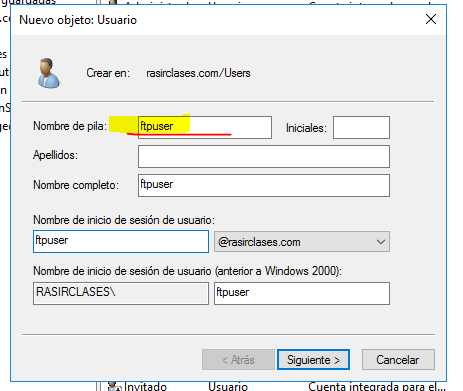 Nuevo objeto: Usuario
Crear en: rasirclases.com/Users
Nombre de pila: ftpuser Iniciales:
Apellidos:
Nombre completo: ftpuser
Nombre de inicio de sesión de usuario:
ftpuser @rasirclases.com
Nombre de inicio de sesión de usuario (anterior a Windows 2000):
RASIRCLASES\ ftpuser
< Atrás Siguiente > Cancelar
Invitado Usuario Cuenta integrada para el...